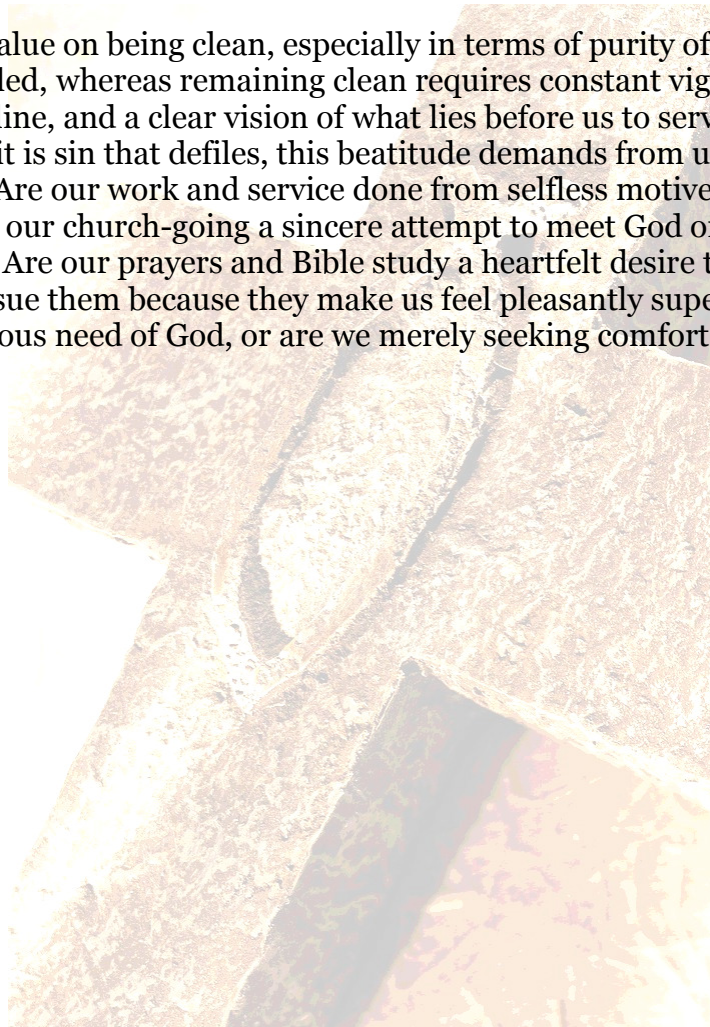 alue on being clean, especially in terms of purity of
led, whereas remaining clean requires constant vig
line, and a clear vision of what lies before us to serv
it is sin that defiles, this beatitude demands from u
Are our work and service done from selfless motive
our church-going a sincere attempt to meet God or
Are our prayers and Bible study a heartfelt desire t
sue them because they make us feel pleasantly supe
ous need of God, or are we merely seeking comfort